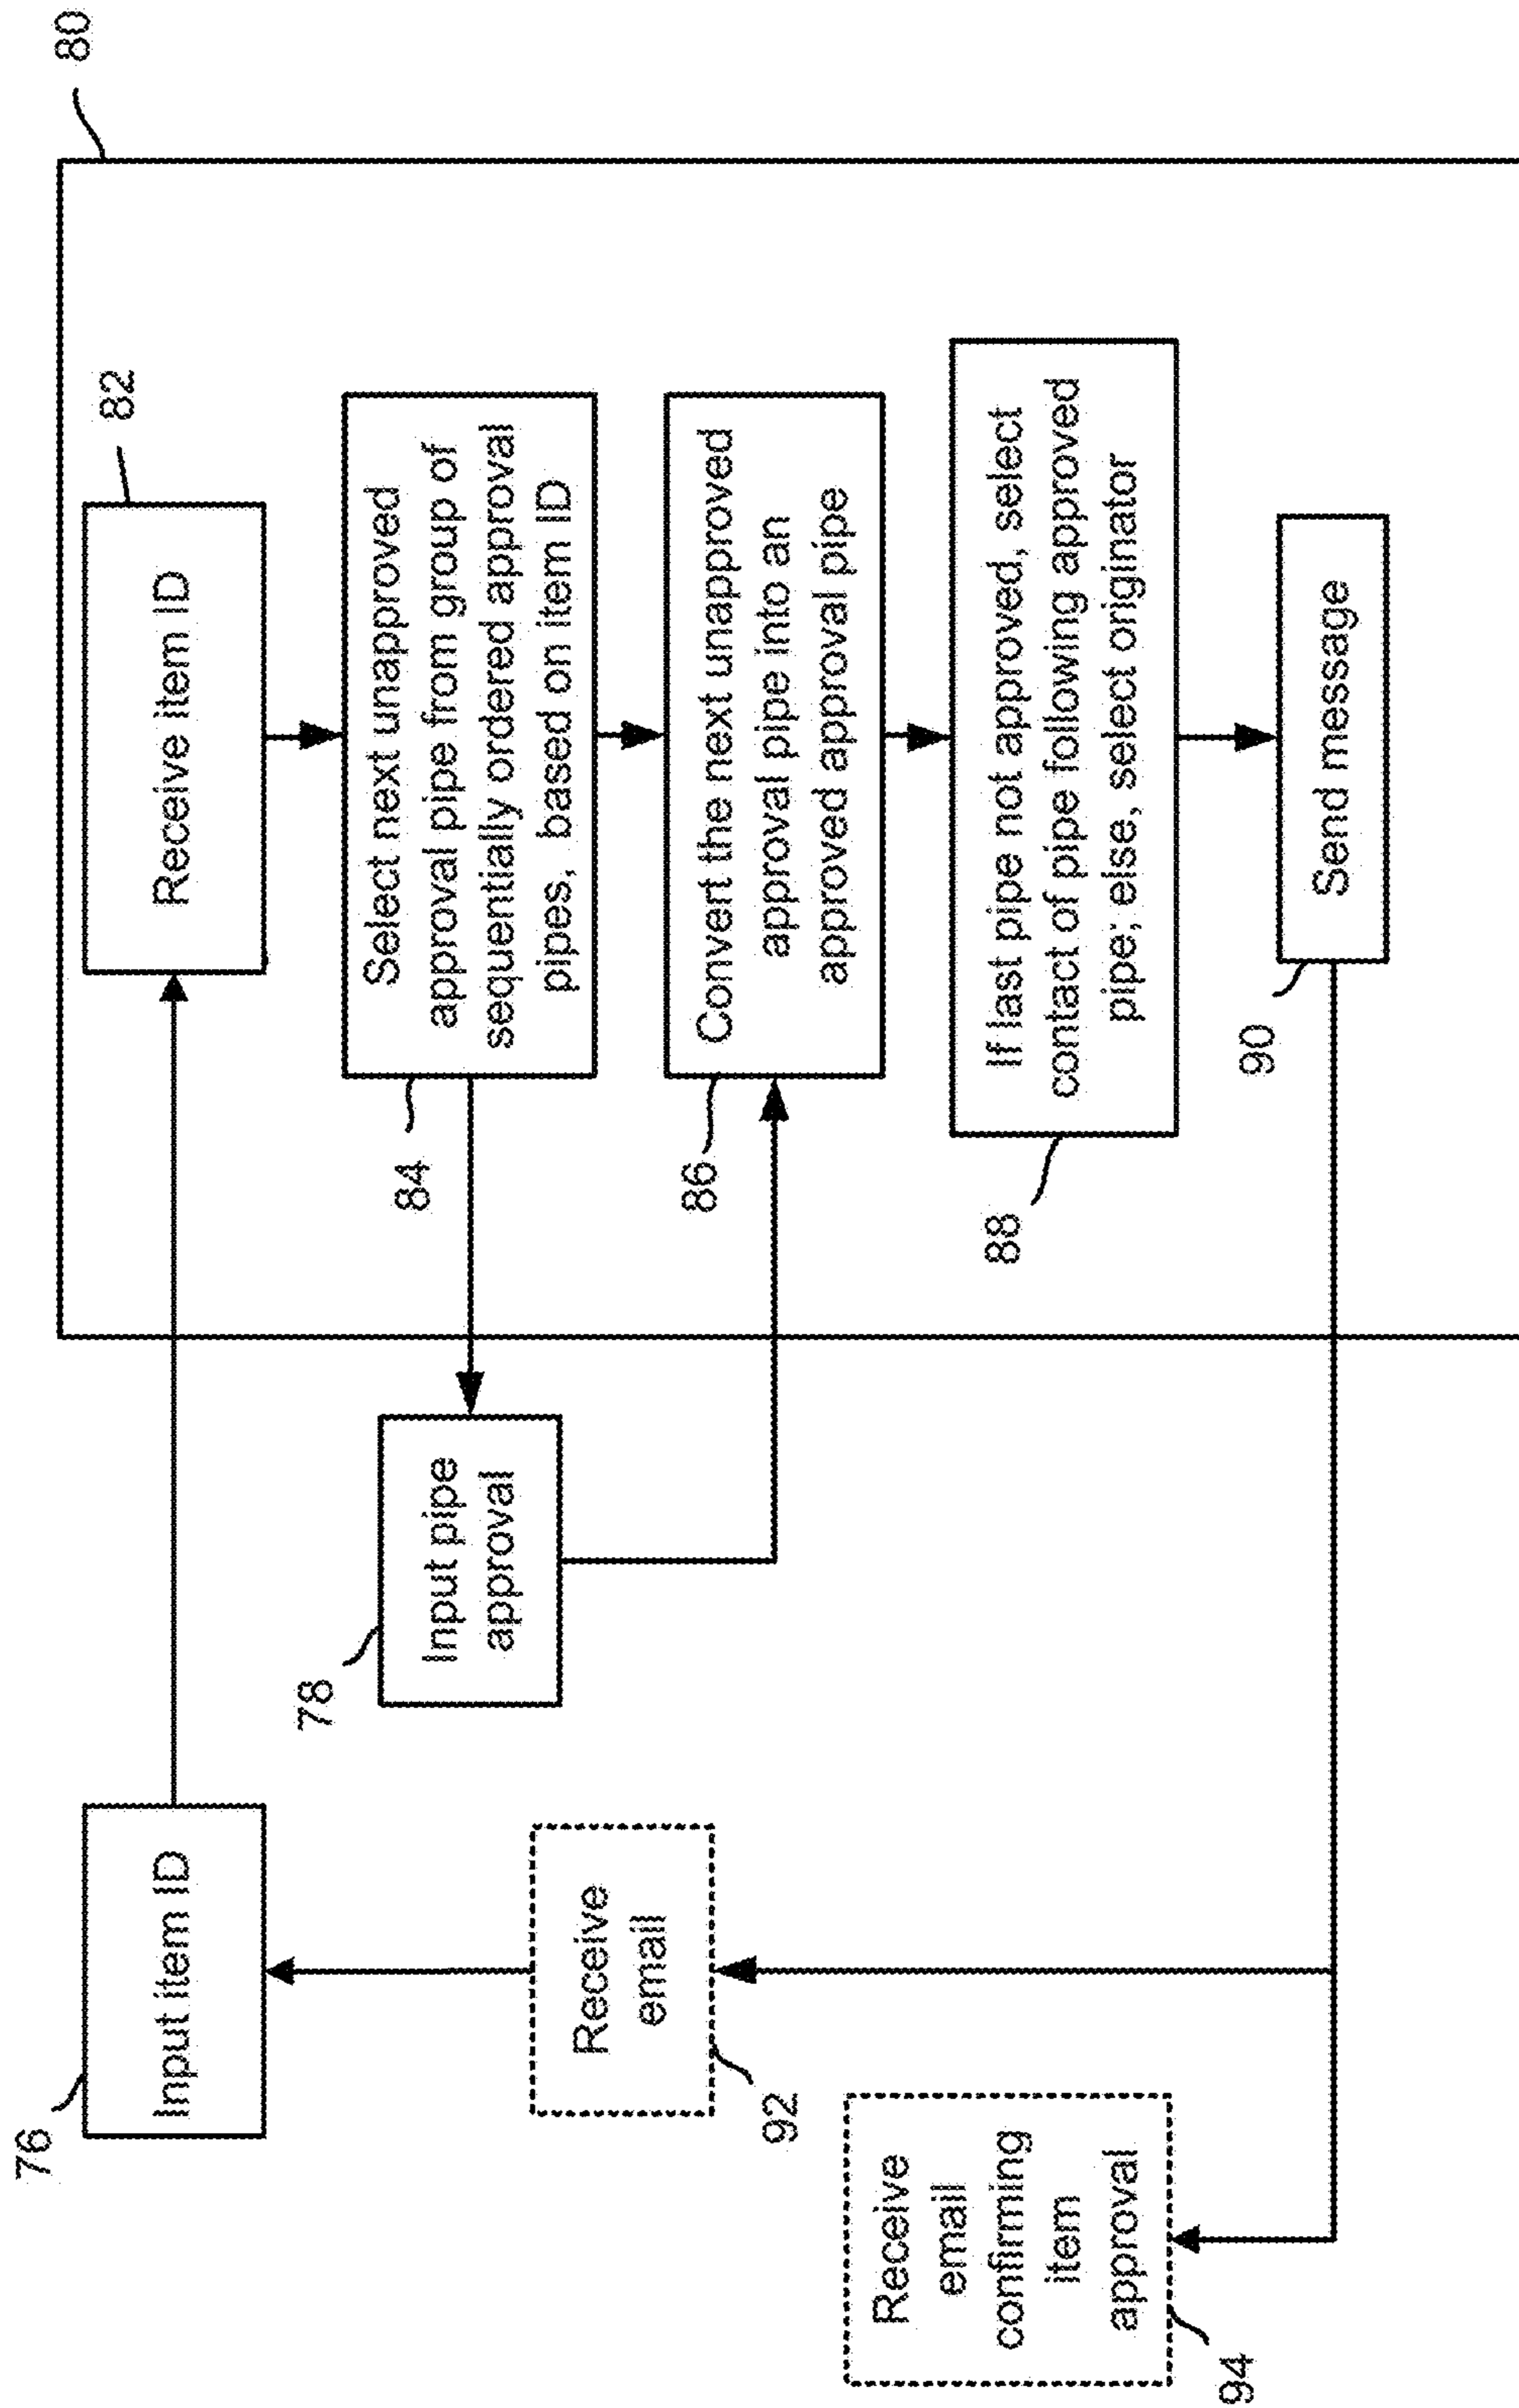 80
76
Input item ID
82
Receive item ID
78
Input pipe
approval
84
Select next unapproved
approval pipe from group of
sequentially ordered approval
pipes, based on item ID
92
Receive
email
86
Convert the next unapproved
approval pipe into an
approved approval pipe
88
If last pipe not approved, select
contact of pipe following approved
pipe; else, select originator
94
Receive
email
confirming
item
approval
90
Send message